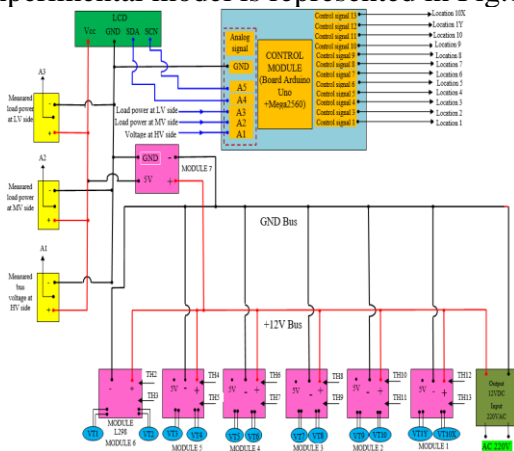 perimental model is represented in Fig.
LCD
Vcc GND SDA SCN
Analog signal
GND
A5
A4
A3
A2
A1
CONTROL MODULE (Board Arduino Uno +Mega2560)
Control signal 13
Control signal 12
Control signal 11
Control signal 10
Control signal 9
Control signal 8
Control signal 7
Control signal 6
Control signal 5
Control signal 4
Control signal 3
Control signal 2
Control signal 1
Location 10X
Location 1Y
Location 10
Location 9
Location 8
Location 7
Location 6
Location 5
Location 4
Location 3
Location 2
Location 1
Load power at LV side
Load power at MV side
Voltage at HV side
A3
Measured load power at LV side
- +
A2
Measured load power at MV side
- +
A1
Measured bus voltage at HV side
- +
GND -
5V +
MODULE 7
GND Bus
+12V Bus
- +
TH2
TH3
MODULE L298
MODULE 6
VT1
VT2
5V - +
TH4
TH5
VT3
VT4
MODULE 5
5V - +
TH6
TH7
VT5
VT6
MODULE 4
5V - +
TH8
TH9
VT7
VT8
MODULE 3
5V - +
TH10
TH11
VT9
VT10
MODULE 2
5V - +
TH12
TH13
VT1Y
VT10X
MODULE 1
Output 12VDC
Input 220VAC
AC 220V